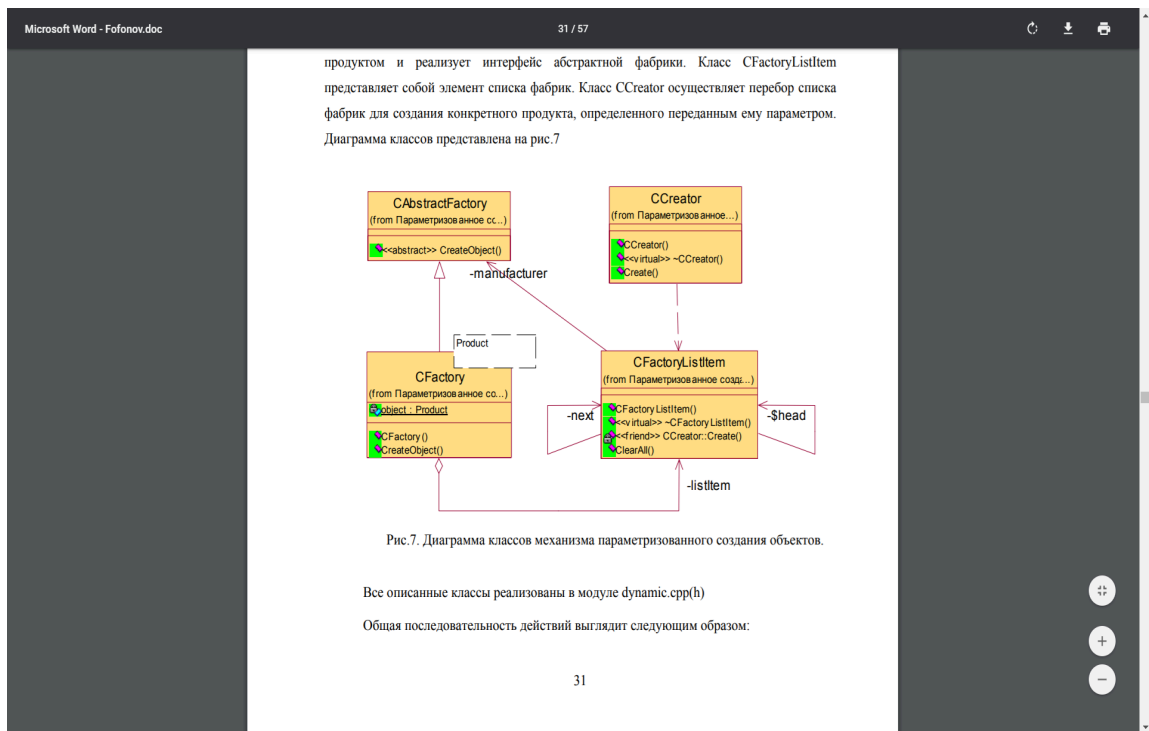 Microsoft Word - Fofonov.doc
31 / 57
продуктом и реализует интерфейс абстрактной фабрики. Класс CFactoryListItem
представляет собой элемент списка фабрик. Класс CCreator осуществляет перебор списка
фабрик для создания конкретного продукта, определенного переданным ему параметром.
Диаграмма классов представлена на рис.7
CAbstractFactory
(from Параметризованное сс...)
<<abstract>> CreateObject()
CCreator
(from Параметризованное...)
CCreator()
<<virtual>> ~CCreator()
Create()
-manufacturer
Product
CFactory
(from Параметризованное со...)
object : Product
CFactory()
CreateObject()
CFactoryListItem
(from Параметризованное созда...)
CFactoryListItem()
<<virtual>> ~CFactoryListItem()
<<friend>> CCreator::Create()
ClearAll()
-next
-$head
-listItem
Рис.7. Диаграмма классов механизма параметризованного создания объектов.
Все описанные классы реализованы в модуле dynamic.cpp(h)
Общая последовательность действий выглядит следующим образом:
31